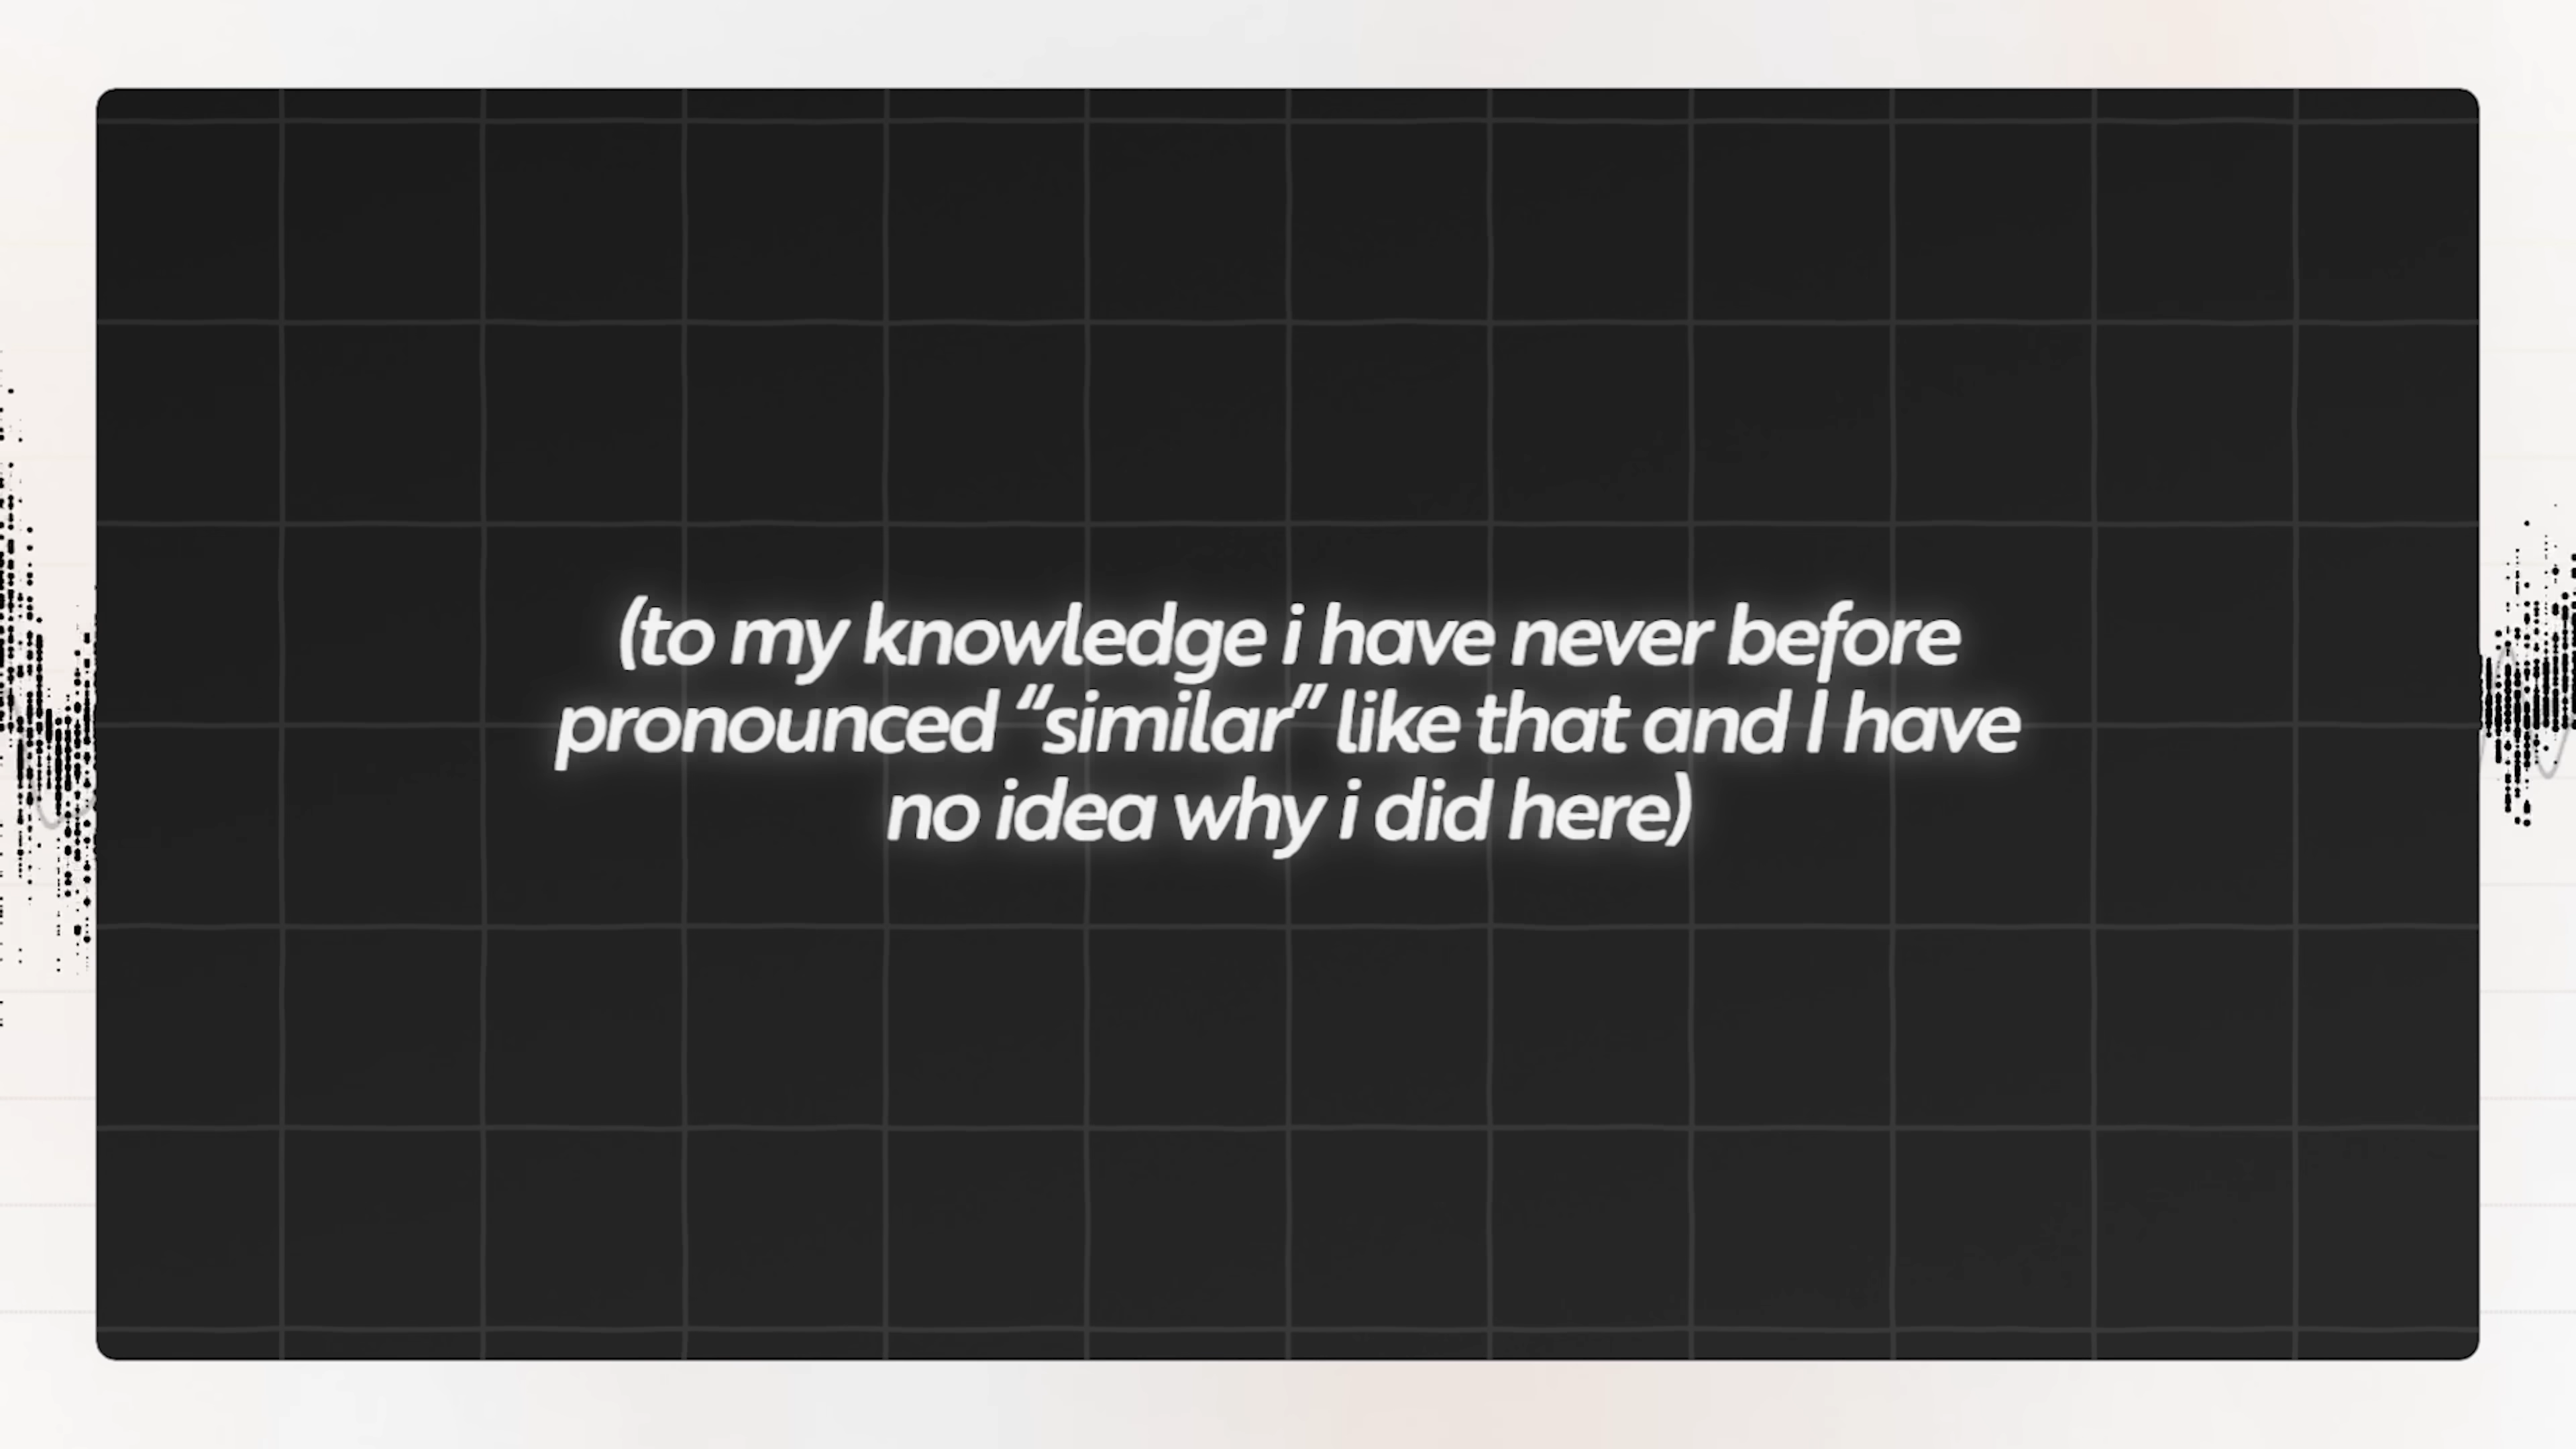 (to my knowledge i have never before
pronounced “similar” like that and I have
no idea why i did here)